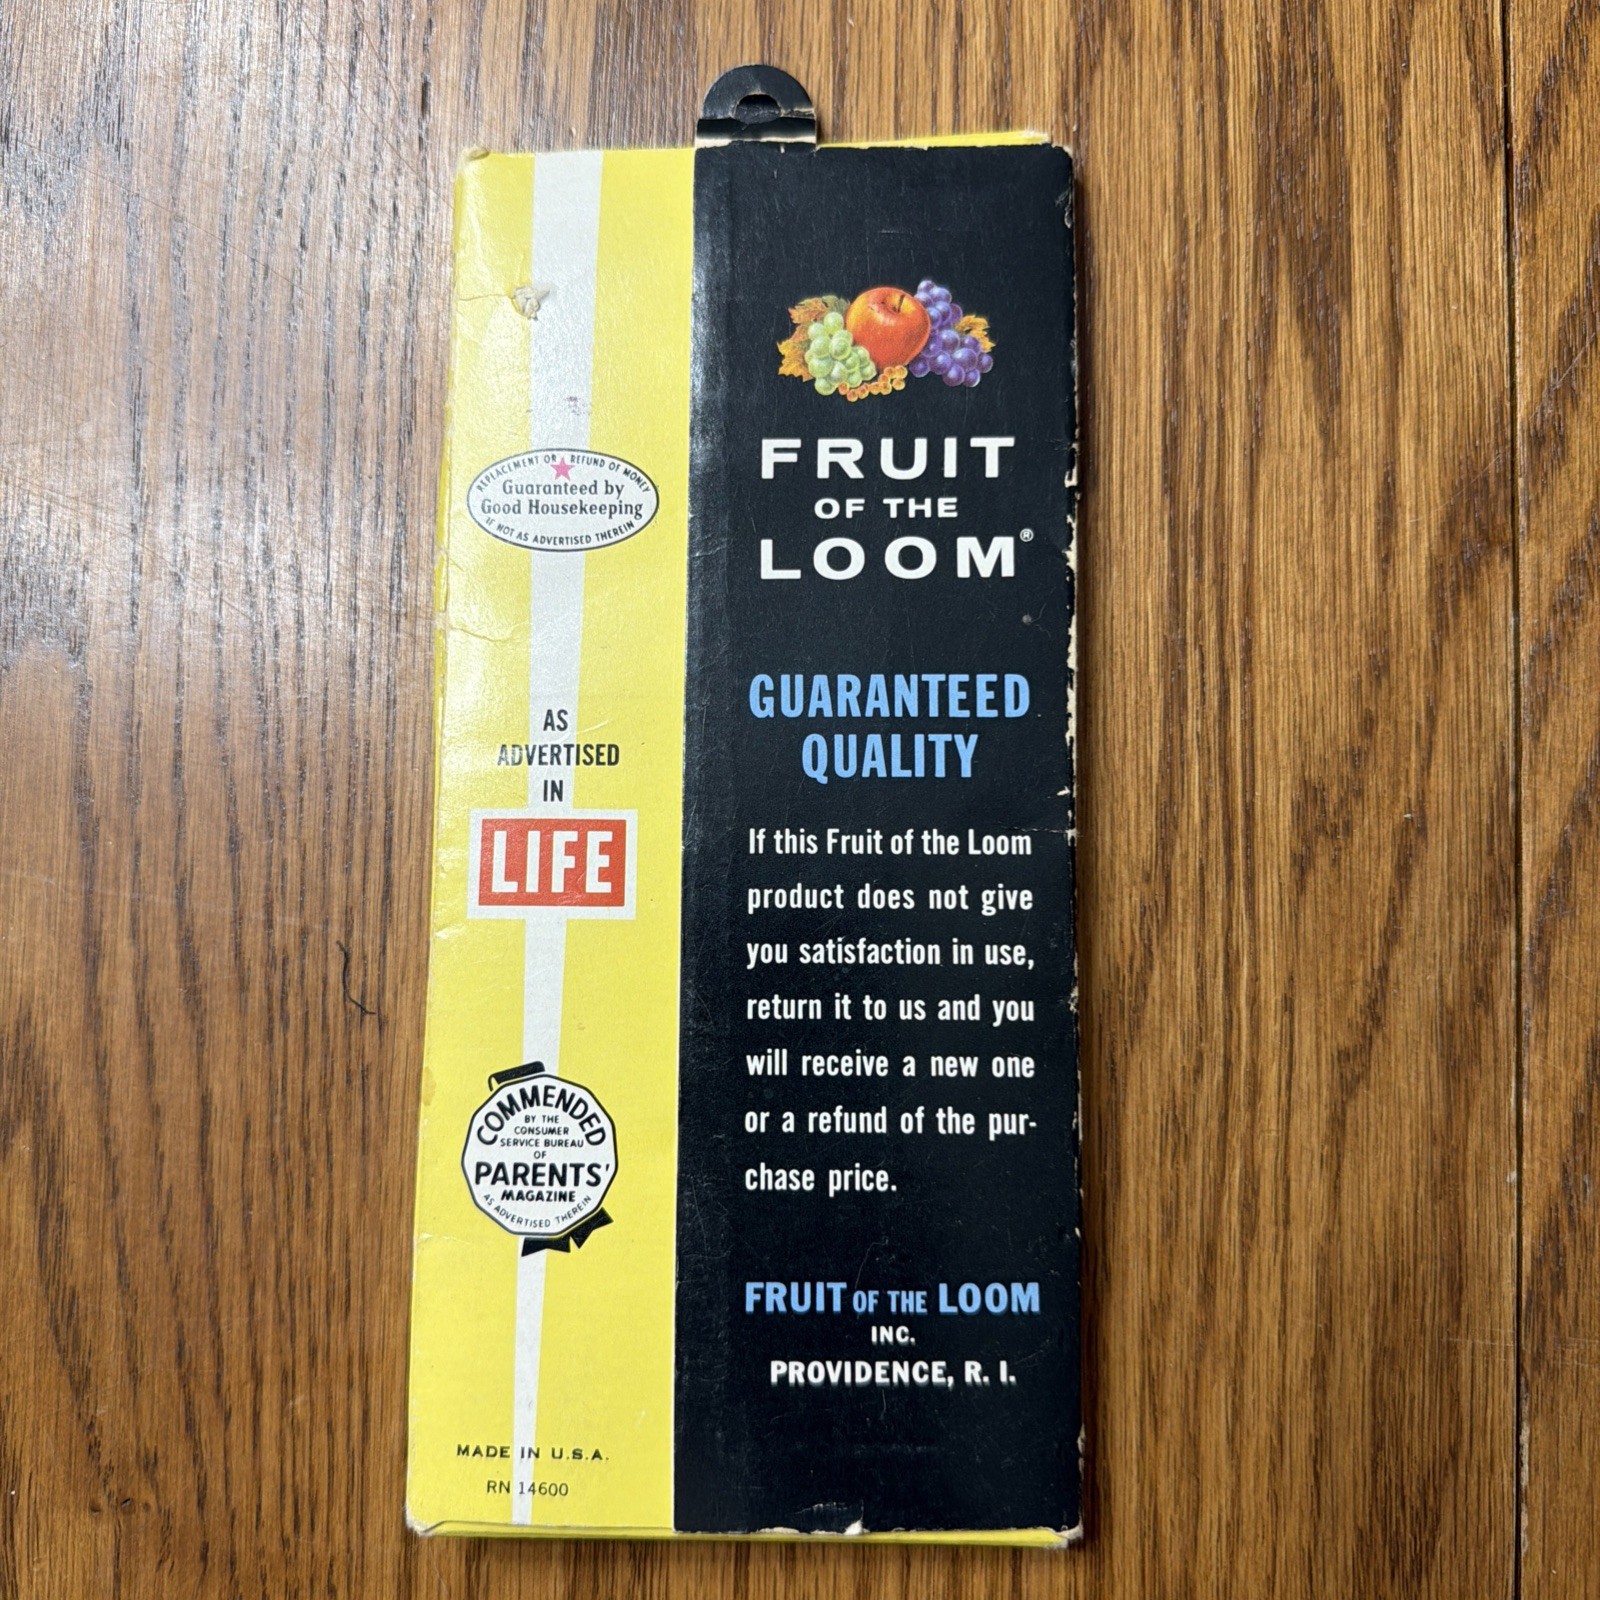 REPLACEMENT OR REFUND OF MONEY
Guaranteed by
Good Housekeeping
IF NOT AS ADVERTISED THEREIN
AS
ADVERTISED
IN
LIFE
COMMENDED
BY THE
CONSUMER
SERVICE BUREAU
OF
PARENTS'
MAGAZINE
AS ADVERTISED THEREIN
MADE IN U.S.A.
RN 14600
FRUIT
OF THE
LOOM®
GUARANTEED
QUALITY
If this Fruit of the Loom
product does not give
you satisfaction in use,
return it to us and you
will receive a new one
or a refund of the pur-
chase price.
FRUIT OF THE LOOM
INC.
PROVIDENCE, R. I.